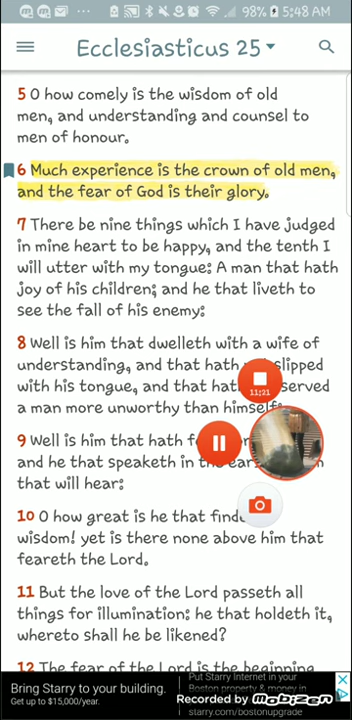 98% 5:48 AM
Ecclesiasticus 25
5 O how comely is the wisdom of old
men, and understanding and counsel to
men of honour.
6 Much experience is the crown of old men,
and the fear of God is their glory.
7 There be nine things which I have judged
in mine heart to be happy, and the tenth I
will utter with my tongue: A man that hath
joy of his children; and he that liveth to
see the fall of his enemy:
8 Well is him that dwelleth with a wife of
understanding, and that hath slipped
with his tongue, and that hat served
a man more unworthy than himself:
11:21
9 Well is him that hath
and he that speaketh in the ear
that will hear:
10 O how great is he that find
wisdom! yet is there none above him that
feareth the Lord.
11 But the love of the Lord passeth all
things for illumination: he that holdeth it,
whereto shall he be likened?
12 The fear of the Lord is the beginning
Bring Starry to your building.
Get up to $15,000/year.
Put Starry Internet in your
Boston property & money in
Recorded by mobizen
starry.com/bostonupgrade